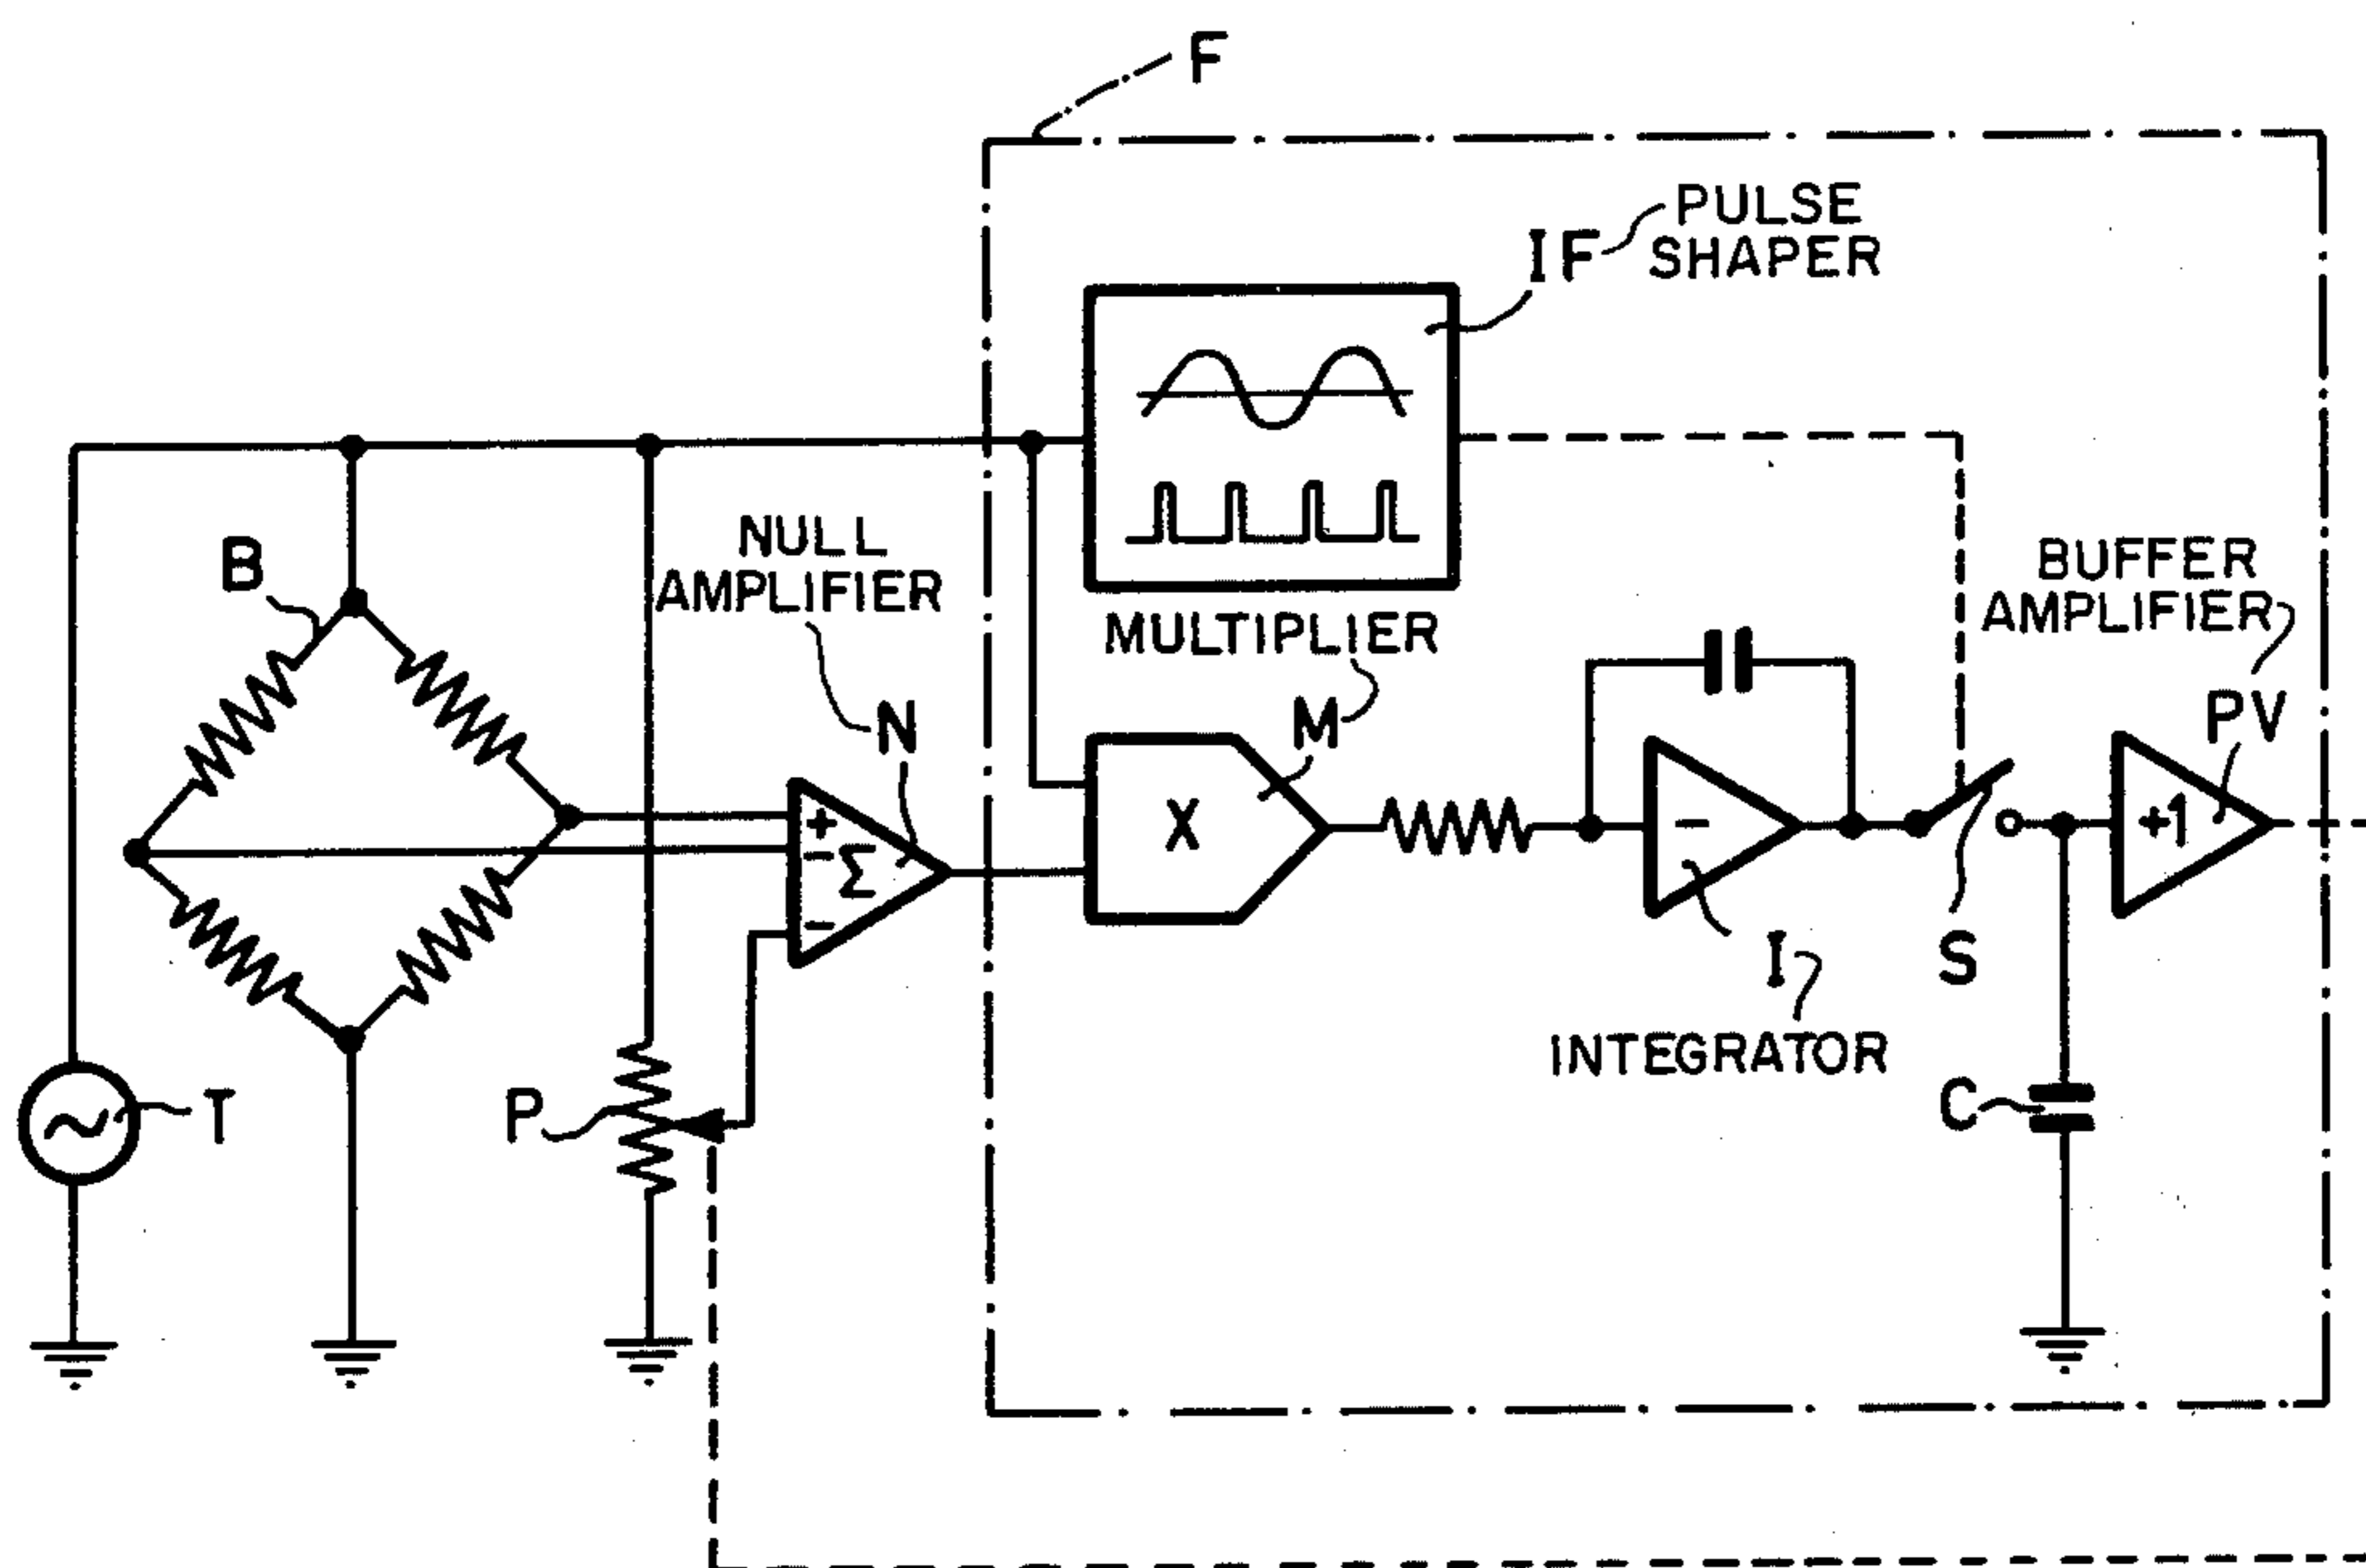 F
PULSE
SHAPER
IF
B
NULL
AMPLIFIER
N
MULTIPLIER
M
X
BUFFER
AMPLIFIER
PV
+
-
Σ
-
-
+1
I
INTEGRATOR
S
T
P
C